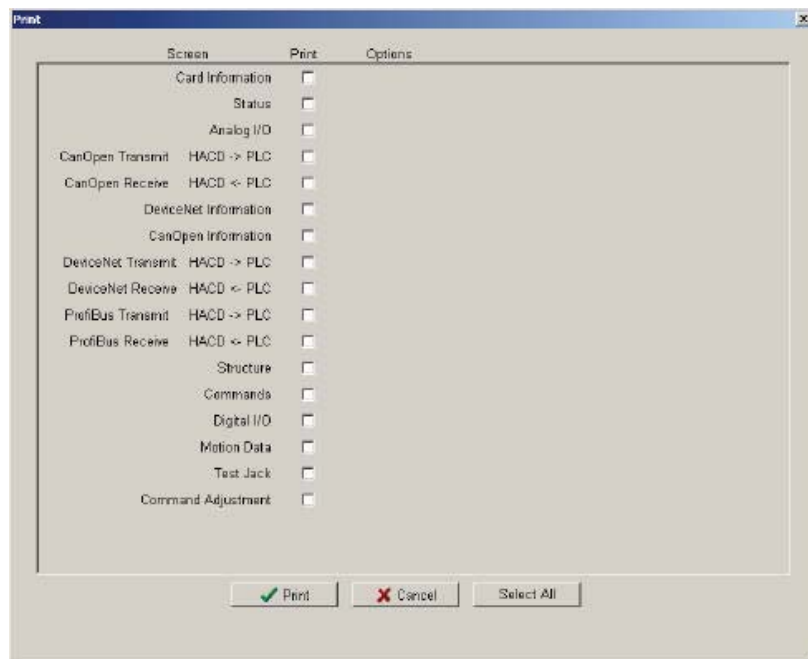 Print
Screen Print Options
Card Information
Status
Analog I/O
CanOpen Transmit HACD -> PLC
CanOpen Receive HACD <- PLC
DeviceNet Information
CanOpen Information
DeviceNet Transmit HACD -> PLC
DeviceNet Receive HACD <- PLC
ProfiBus Transmit HACD -> PLC
ProfiBus Receive HACD <- PLC
Structure
Commands
Digital I/O
Motion Data
Test Jack
Command Adjustment
Print Cancel Select All